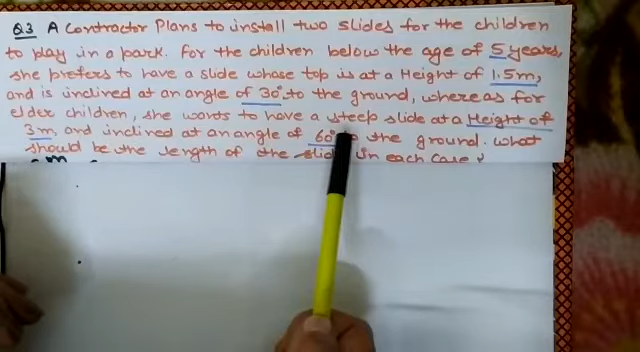 Q.3 A Contractor Plans to install two slides for the children
to play in a park. For the children below the age of 5 years,
she prefers to have a slide whose top is at a Height of 1.5m,
and is inclined at an angle of 30° to the ground, whereas for
elder children, she wants to have a steep slide at a Height of
3m, and inclined at an angle of 60° the ground. what
should be the length of the slide in each case?